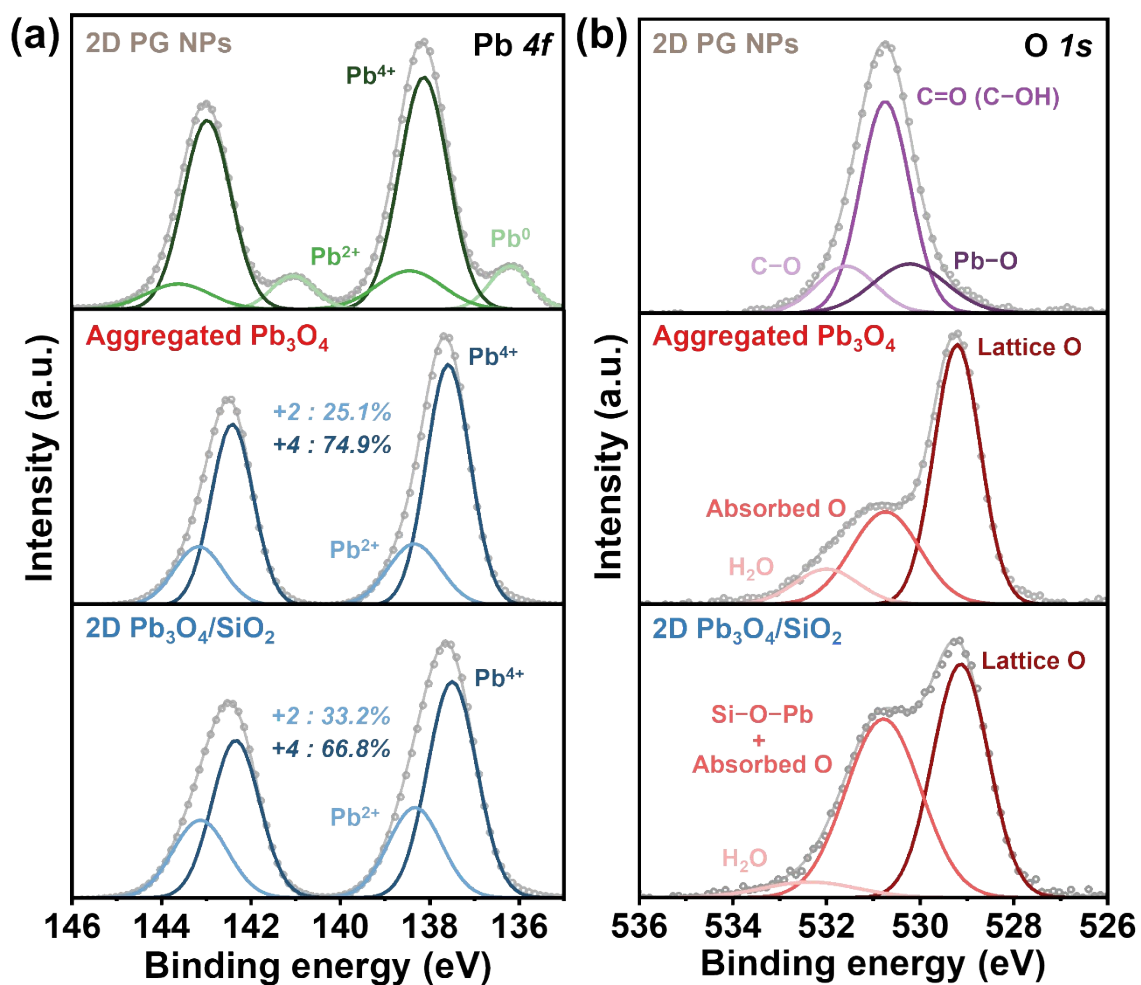 (a)
2D PG NPs
Pb 4f
Pb⁴⁺
Pb²⁺
Pb⁰
Aggregated Pb₃O₄
Pb⁴⁺
+2 : 25.1%
+4 : 74.9%
Pb²⁺
2D Pb₃O₄/SiO₂
Pb⁴⁺
+2 : 33.2%
+4 : 66.8%
Pb²⁺
Intensity (a.u.)
146 144 142 140 138 136
Binding energy (eV)
(b)
2D PG NPs
O 1s
C=O (C−OH)
C−O
Pb−O
Aggregated Pb₃O₄
Lattice O
Absorbed O
H₂O
2D Pb₃O₄/SiO₂
Lattice O
Si−O−Pb
+
Absorbed O
H₂O
Intensity (a.u.)
536 534 532 530 528 526
Binding energy (eV)